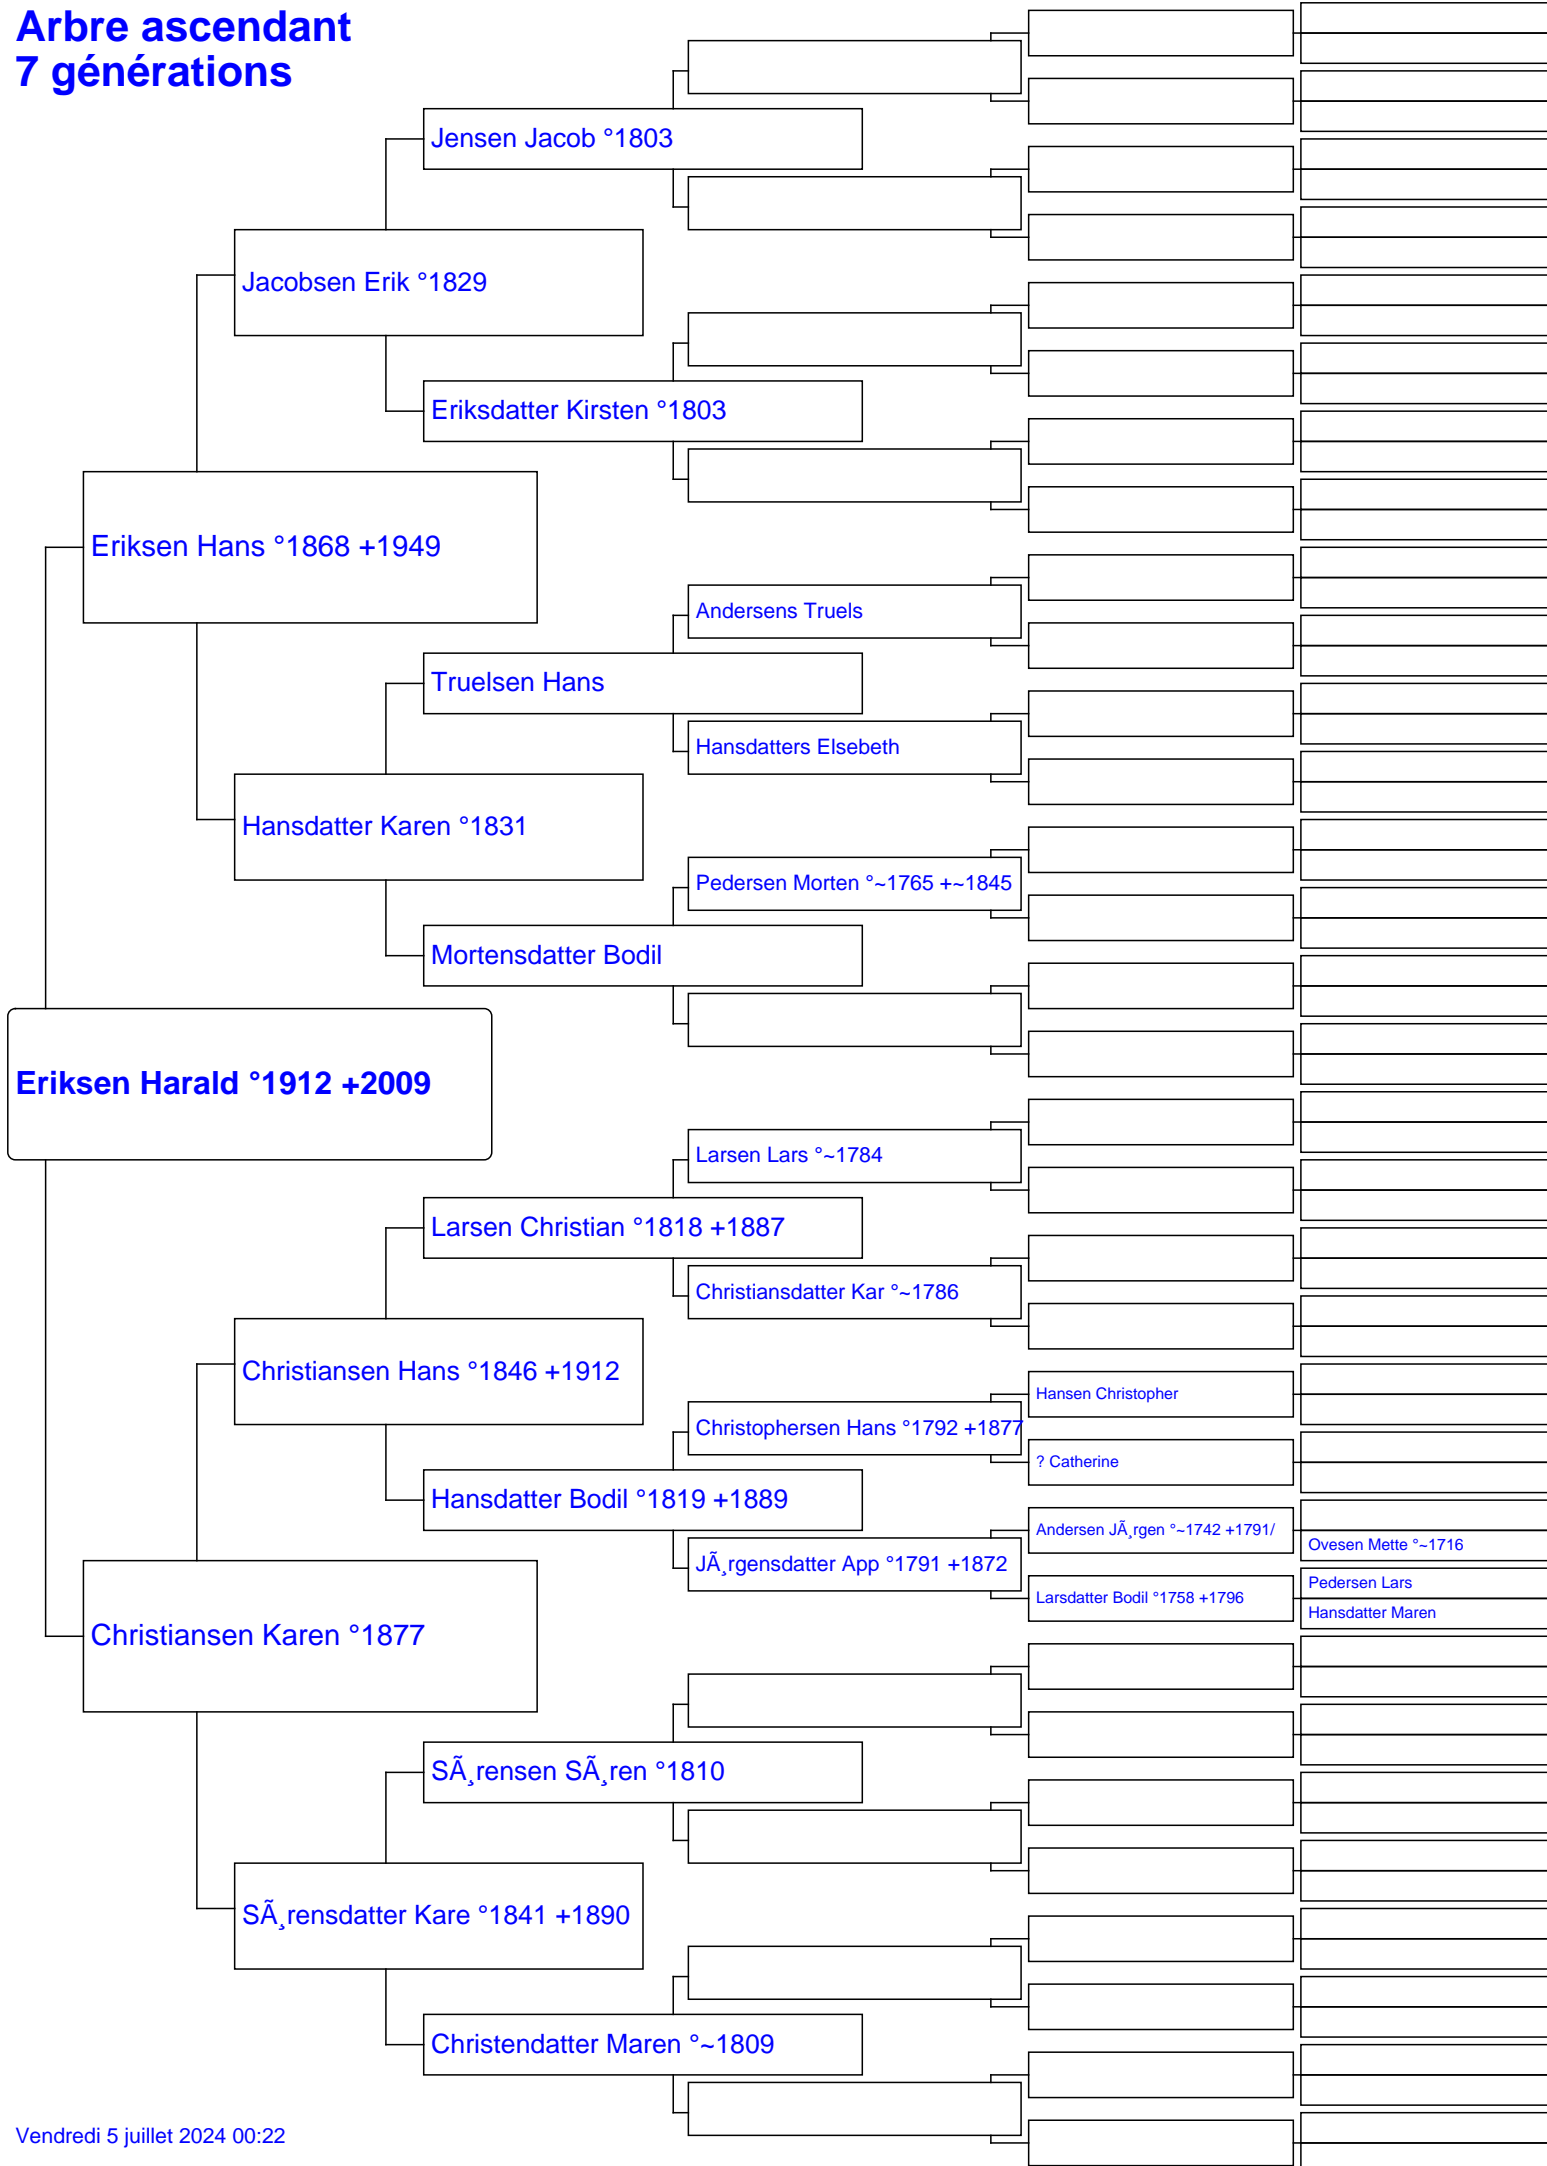 Arbre ascendant
7 générations
Jensen Jacob °1803
Jacobsen Erik °1829
Eriksdatter Kirsten °1803
Eriksen Hans °1868 +1949
Andersens Truels
Truelsen Hans
Hansdatters Elsebeth
Hansdatter Karen °1831
Pedersen Morten °~1765 +~1845
Mortensdatter Bodil
Eriksen Harald °1912 +2009
Larsen Lars °~1784
Larsen Christian °1818 +1887
Christiansdatter Kar °~1786
Christiansen Hans °1846 +1912
Hansen Christopher
Christophersen Hans °1792 +1877
? Catherine
Hansdatter Bodil °1819 +1889
Andersen JÃ¸rgen °~1742 +1791/
Ovesen Mette °~1716
JÃ¸rgensdatter App °1791 +1872
Pedersen Lars
Larsdatter Bodil °1758 +1796
Hansdatter Maren
Christiansen Karen °1877
SÃ¸rensen SÃ¸ren °1810
SÃ¸rensdatter Kare °1841 +1890
Christendatter Maren °~1809
Vendredi 5 juillet 2024 00:22